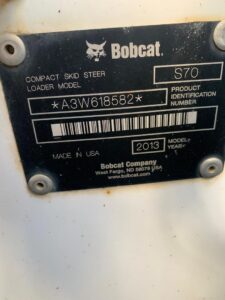 Bobcat
COMPACT SKID STEER
LOADER MODEL
S70
*A3W618582*
PRODUCT
IDENTIFICATION
NUMBER
MADE IN USA
2013
MODEL
YEAR
Bobcat Company
West Fargo, ND 58078 USA
www.bobcat.com